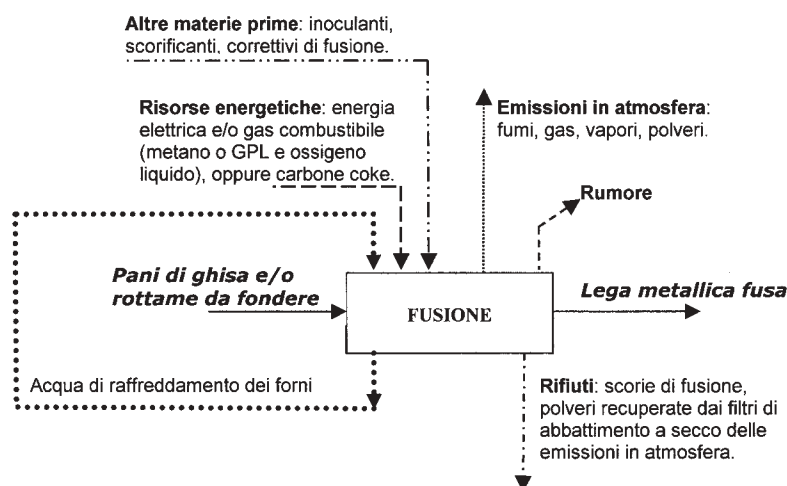 Altre materie prime: inoculanti,
scorificanti, correttivi di fusione.
Risorse energetiche: energia
elettrica e/o gas combustibile
(metano o GPL e ossigeno
liquido), oppure carbone coke.
Emissioni in atmosfera:
fumi, gas, vapori, polveri.
Rumore
Pani di ghisa e/o
rottame da fondere
FUSIONE
Lega metallica fusa
Acqua di raffreddamento dei forni
Rifiuti: scorie di fusione,
polveri recuperate dai filtri di
abbattimento a secco delle
emissioni in atmosfera.